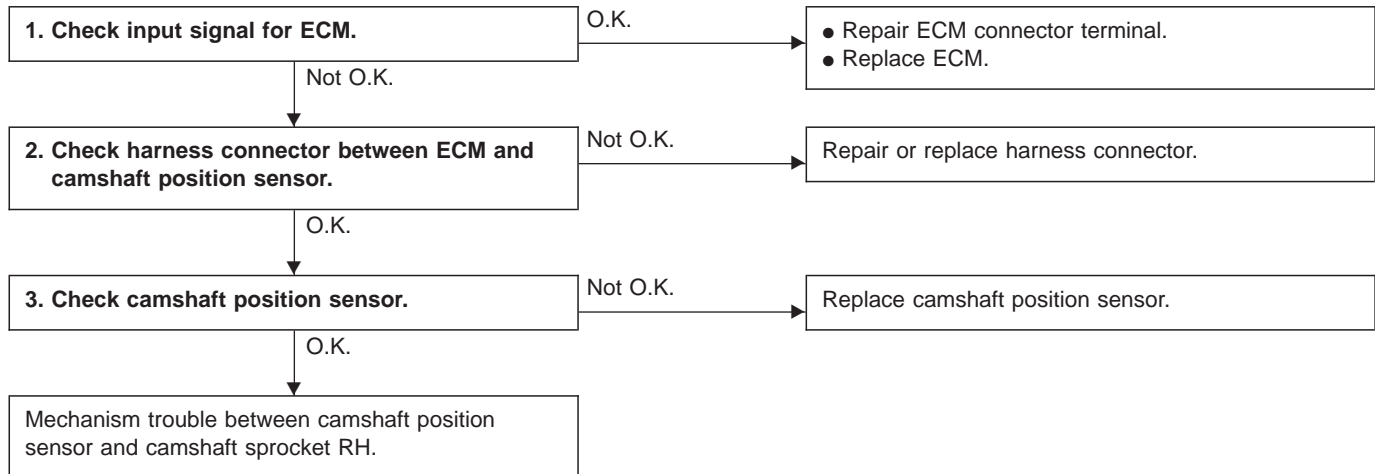 1. Check input signal for ECM.
O.K.
● Repair ECM connector terminal.
● Replace ECM.
Not O.K.
2. Check harness connector between ECM and
camshaft position sensor.
Not O.K.
Repair or replace harness connector.
O.K.
3. Check camshaft position sensor.
Not O.K.
Replace camshaft position sensor.
O.K.
Mechanism trouble between camshaft position
sensor and camshaft sprocket RH.